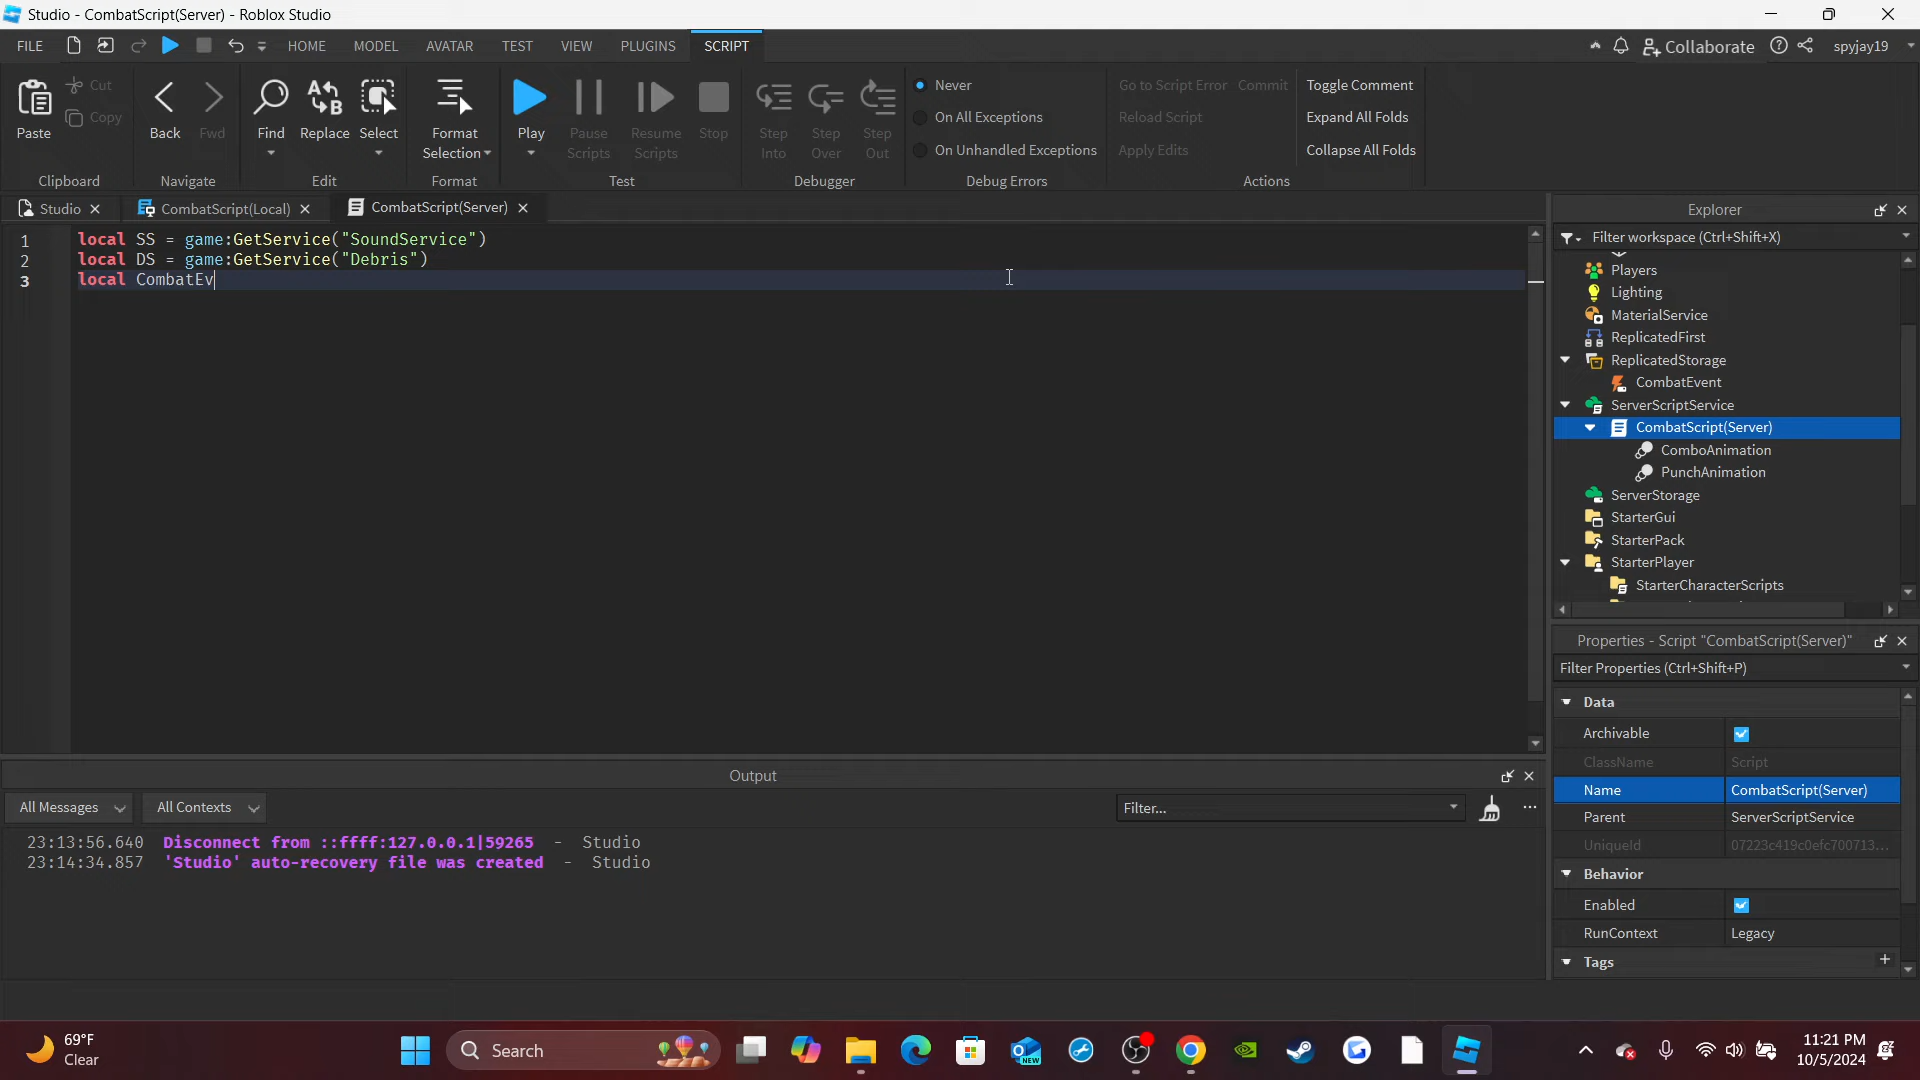 Studio - CombatScript(Server) - Roblox Studio
FILE HOME MODEL AVATAR TEST VIEW PLUGINS SCRIPT Collaborate spyjay19
Paste Cut Copy Back Fwd Find Replace Select Format Selection Play Pause Scripts Resume Scripts Stop Step Into Step Over Step Out
Never Go to Script Error Commit Toggle Comment
On All Exceptions Reload Script Expand All Folds
On Unhandled Exceptions Apply Edits Collapse All Folds
Clipboard Navigate Edit Format Test Debugger Debug Errors Actions
Studio CombatScript(Local) CombatScript(Server)
1 local SS = game:GetService("SoundService")
2 local DS = game:GetService("Debris")
3 local CombatEv
Explorer
Filter workspace (Ctrl+Shift+X)
Players
Lighting
MaterialService
ReplicatedFirst
ReplicatedStorage
CombatEvent
ServerScriptService
CombatScript(Server)
ComboAnimation
PunchAnimation
ServerStorage
StarterGui
StarterPack
StarterPlayer
StarterCharacterScripts
Properties - Script "CombatScript(Server)"
Filter Properties (Ctrl+Shift+P)
Data
Archivable
ClassName Script
Name CombatScript(Server)
Parent ServerScriptService
UniqueId 07223c419c0efc700713...
Behavior
Enabled
RunContext Legacy
Tags
Output
All Messages All Contexts Filter...
23:13:56.640 Disconnect from ::ffff:127.0.0.1|59265 - Studio
23:14:34.857 'Studio' auto-recovery file was created - Studio
69°F
Clear
Search
NEW
11:21 PM
10/5/2024